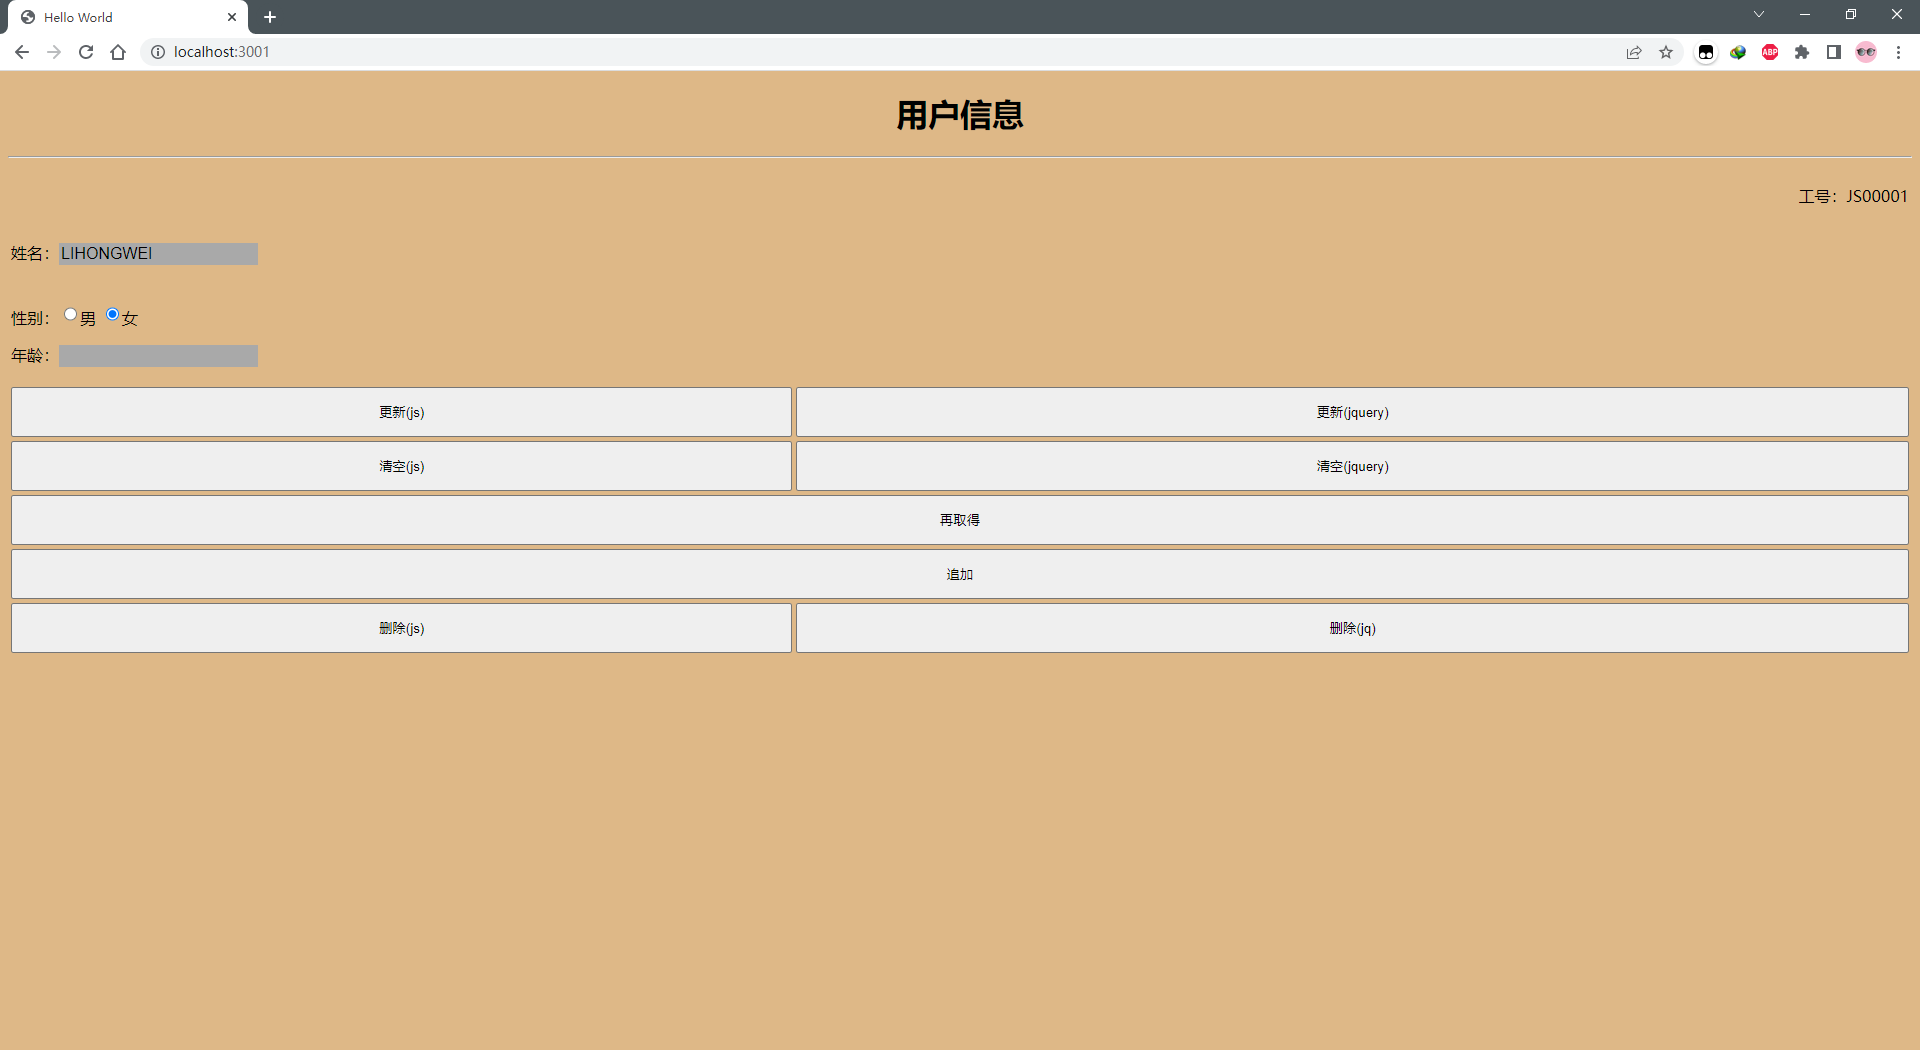 Hello World
localhost:3001
ABP
用户信息
工号：JS00001
姓名：LIHONGWEI
性别：男 女
年龄：
更新(js) 更新(jquery)
清空(js) 清空(jquery)
再取得
追加
删除(js) 删除(jq)